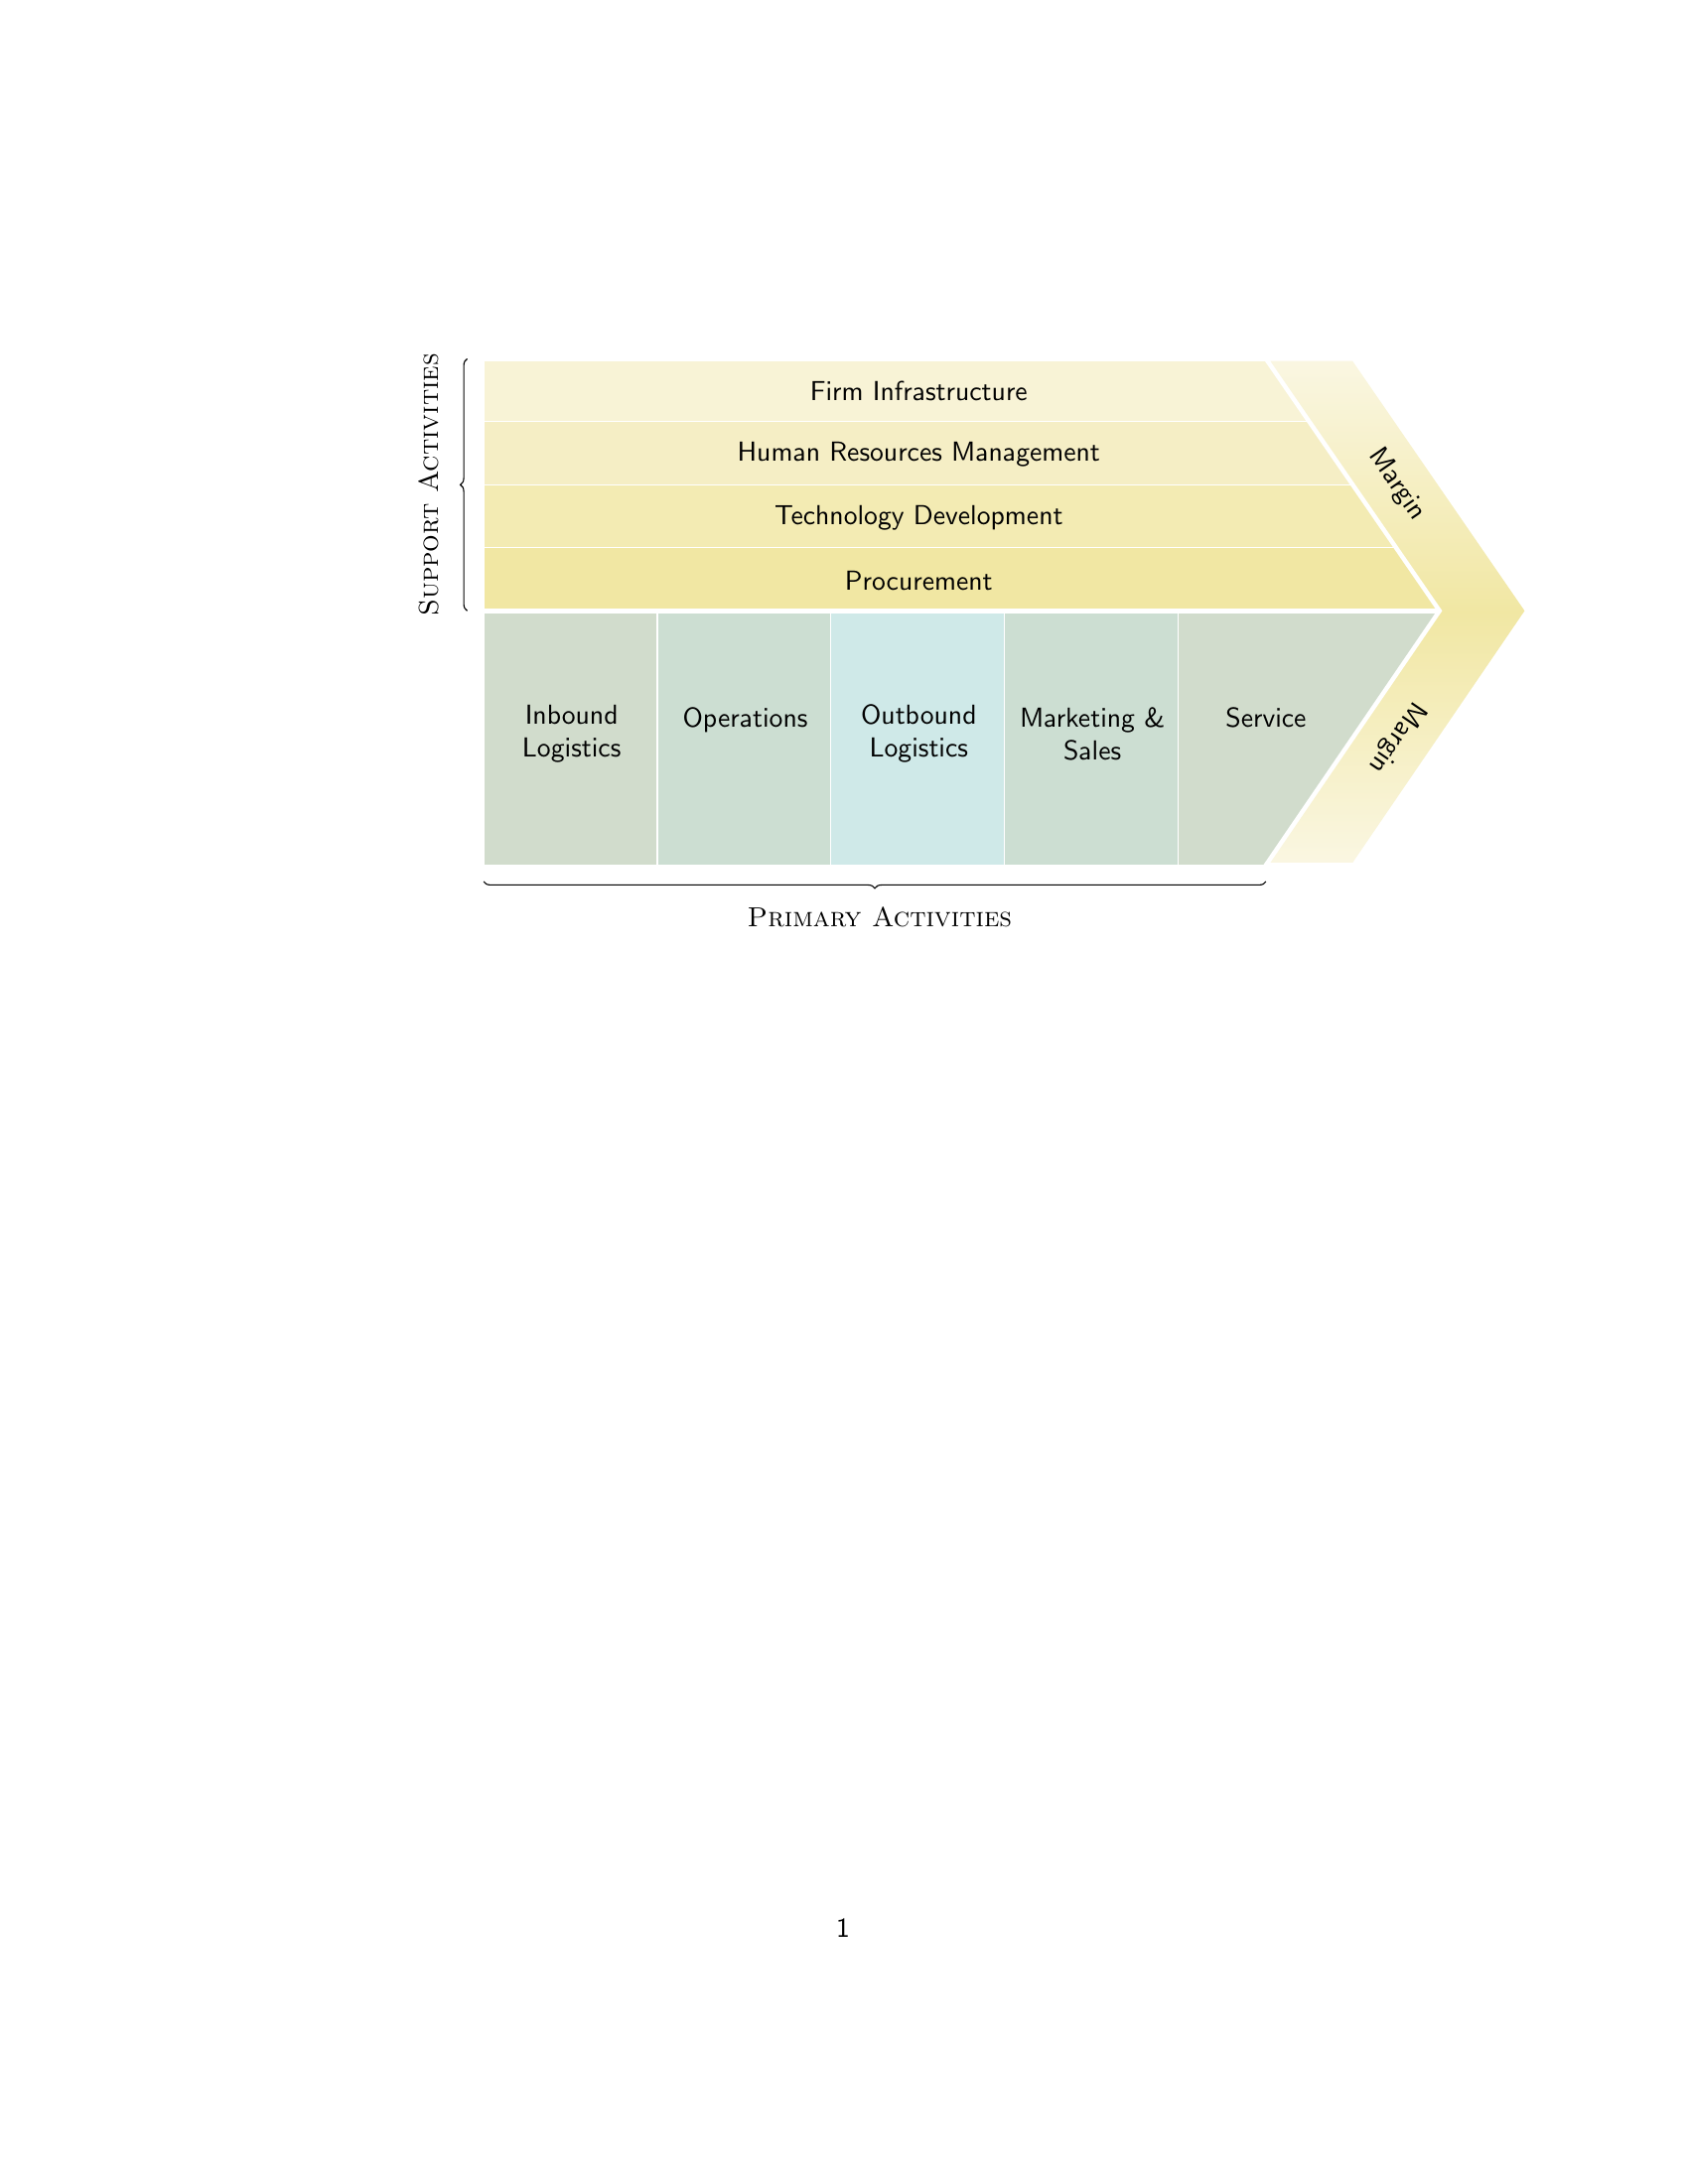 Support Activities
Firm Infrastructure
Human Resources Management
Technology Development
Procurement
Margin
Inbound
Logistics
Operations
Outbound
Logistics
Marketing &
Sales
Service
Margin
Primary Activities
1